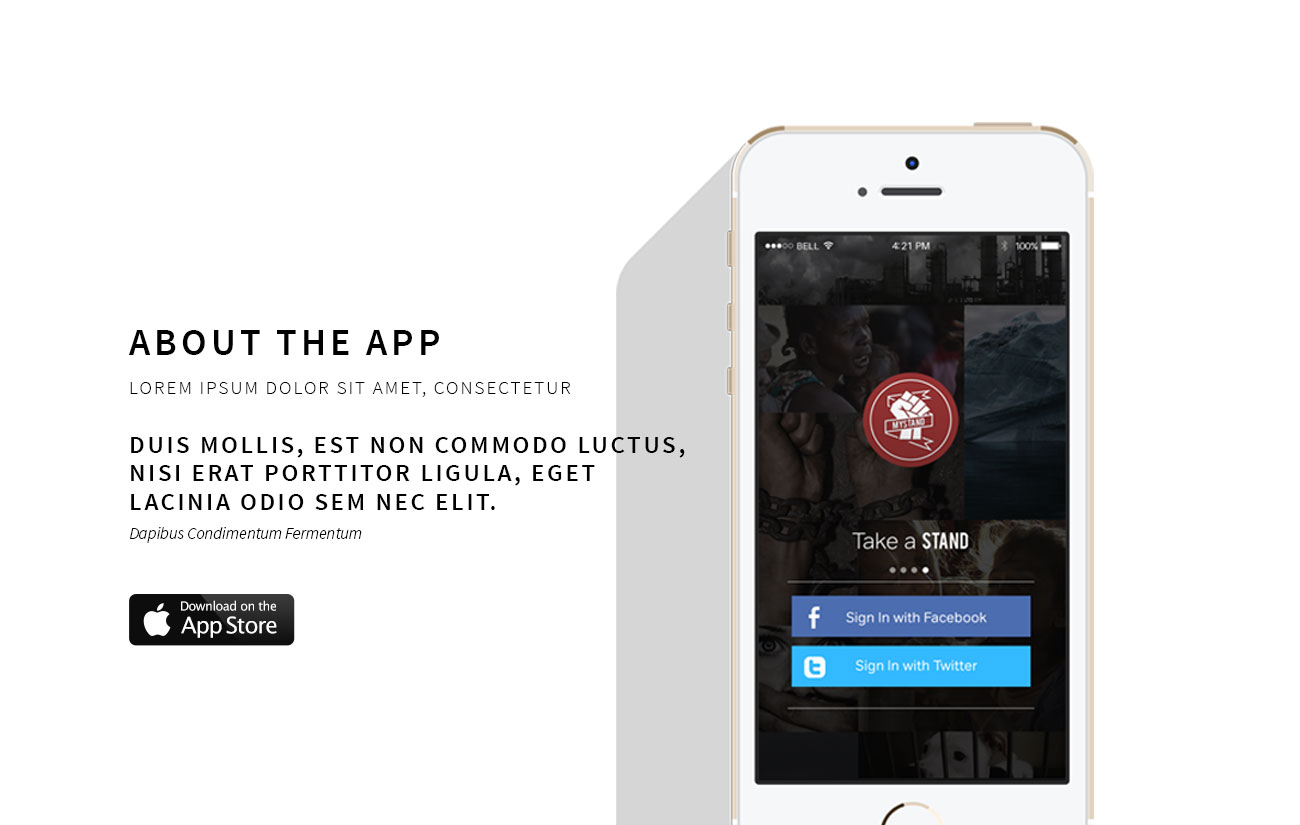 ABOUT THE APP
LOREM IPSUM DOLOR SIT AMET, CONSECTETUR
DUIS MOLLIS, EST NON COMMODO LUCTUS,
NISI ERAT PORTTITOR LIGULA, EGET
LACINIA ODIO SEM NEC ELIT.
Dapibus Condimentum Fermentum
Download on the
App Store
BELL 4:21 PM 100%
MYSTAND
Take a STAND
Sign In with Facebook
Sign In with Twitter